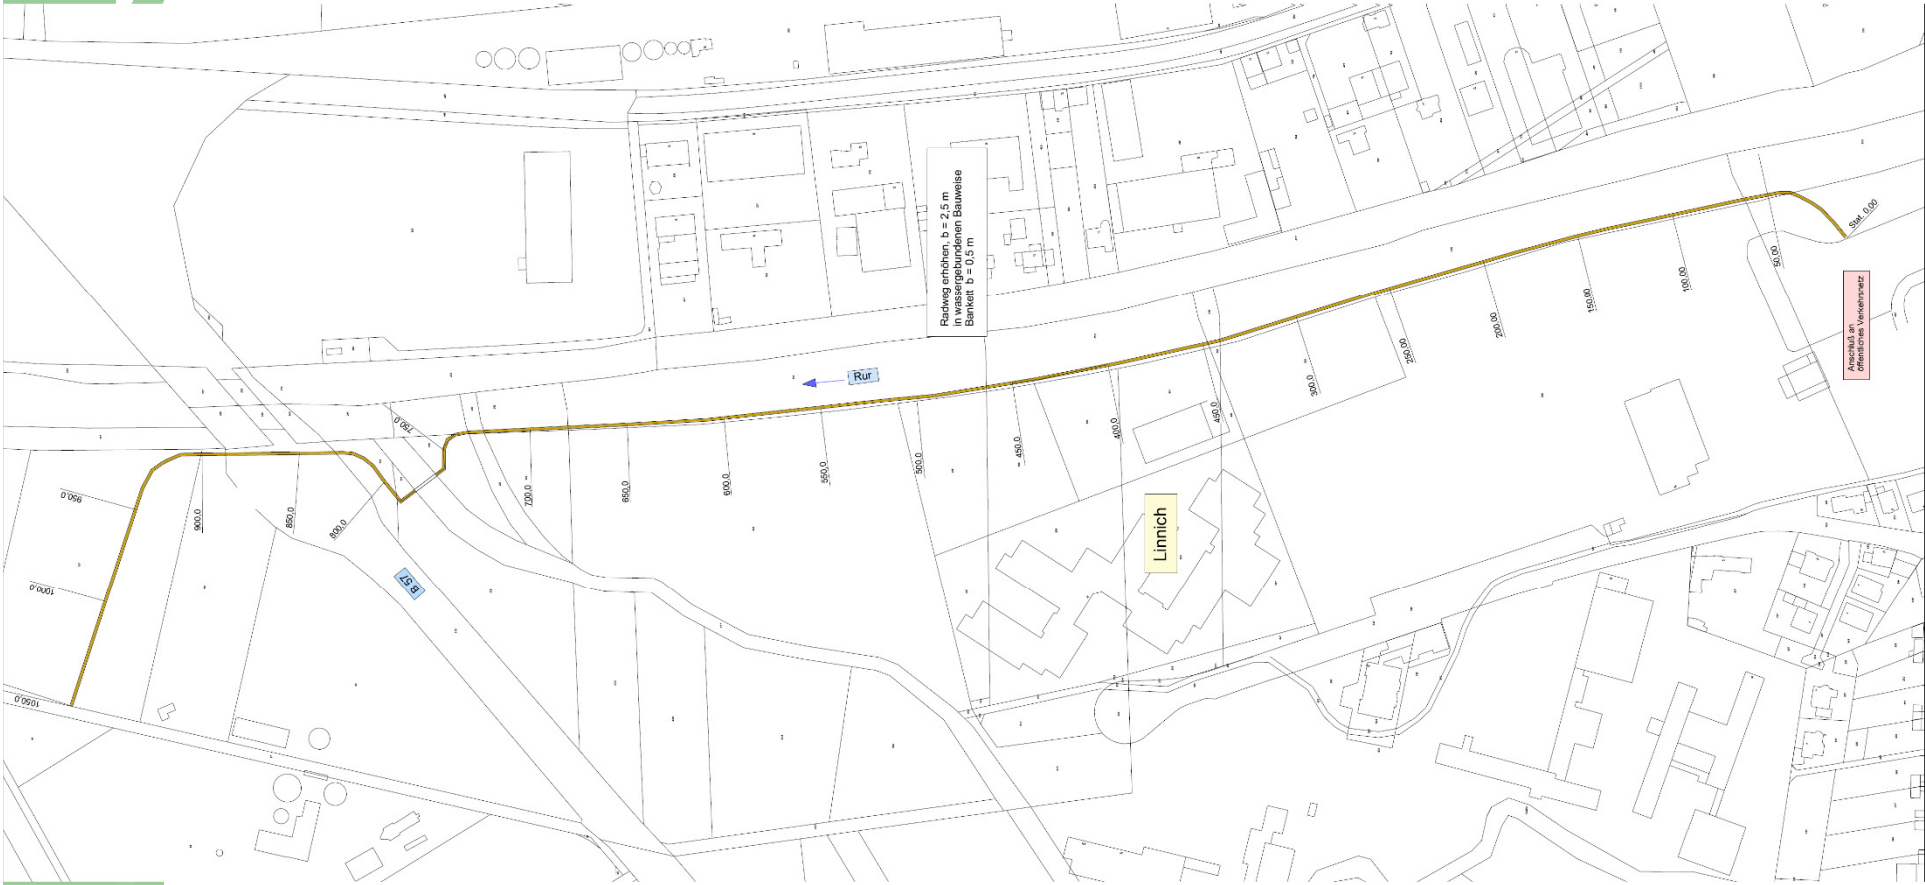 Radweg erhöhen, b = 2,5 m
in wassergebundenen Bauweise
Bankett b = 0,5 m
Rur
Stat. 0.00
50.00
100.00
150.00
200.00
250.00
300.0
450.0
400.0
450.0
500.0
550.0
600.0
650.0
700.0
750.0
800.0
850.0
900.0
950.0
1000.0
1050.0
Anschluß an
öffentliches Verkehrsnetz
Linnich
B 57